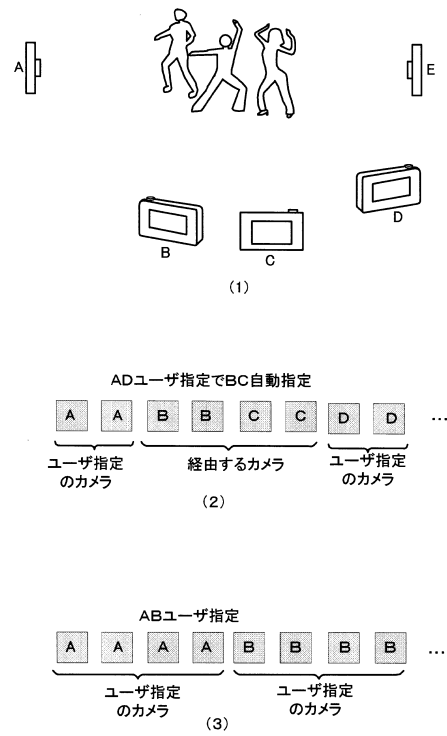 A
E
B
C
D
(1)
ADユーザ指定でBC自動指定
A A B B C C D D …
ユーザ指定
のカメラ
経由するカメラ
ユーザ指定
のカメラ
(2)
ABユーザ指定
A A A A B B B B …
ユーザ指定
のカメラ
ユーザ指定
のカメラ
(3)